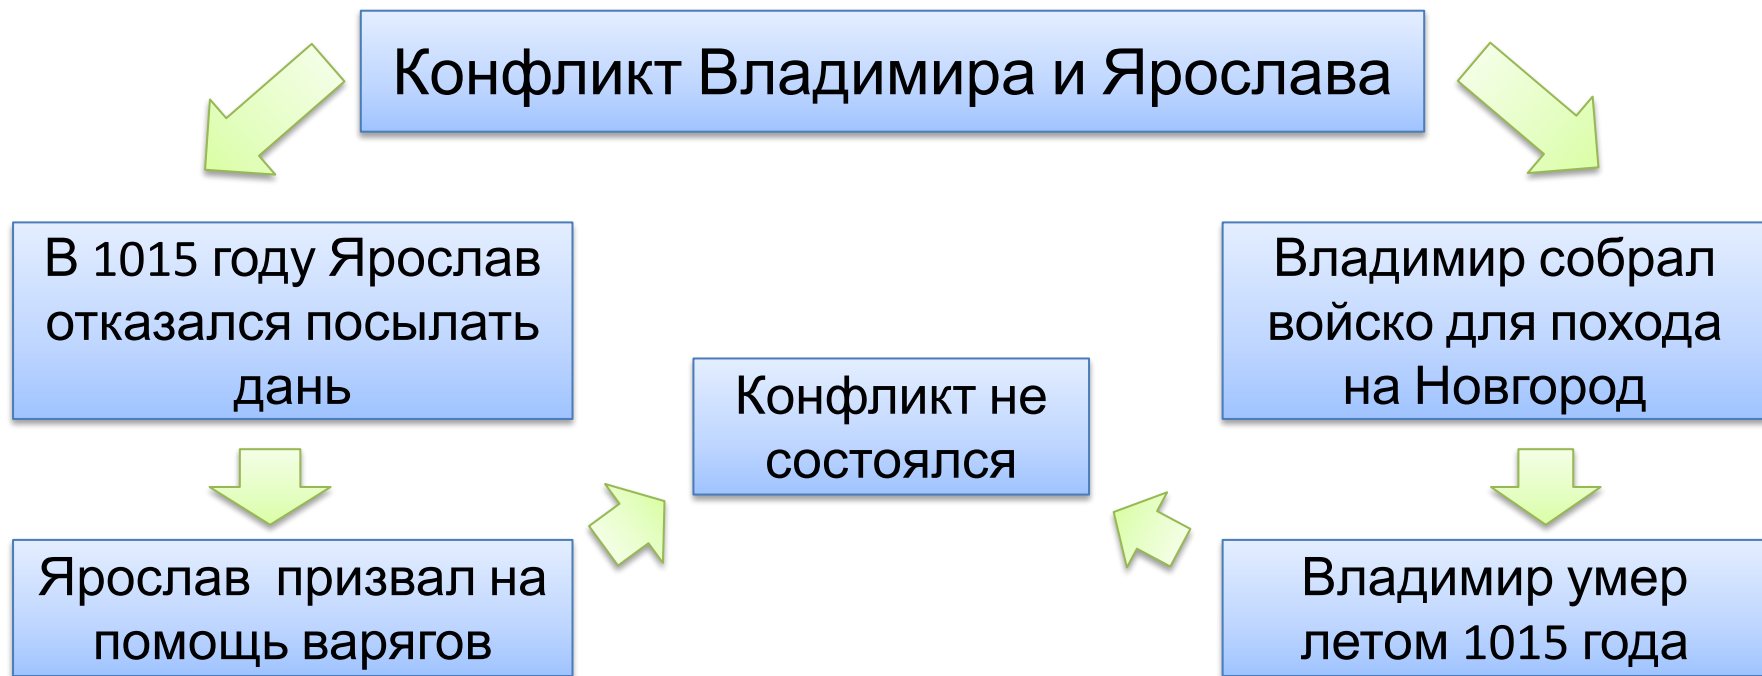 Конфликт Владимира и Ярослава
В 1015 году Ярослав
отказался посылать
дань
Владимир собрал
войско для похода
на Новгород
Конфликт не
состоялся
Ярослав призвал на
помощь варягов
Владимир умер
летом 1015 года